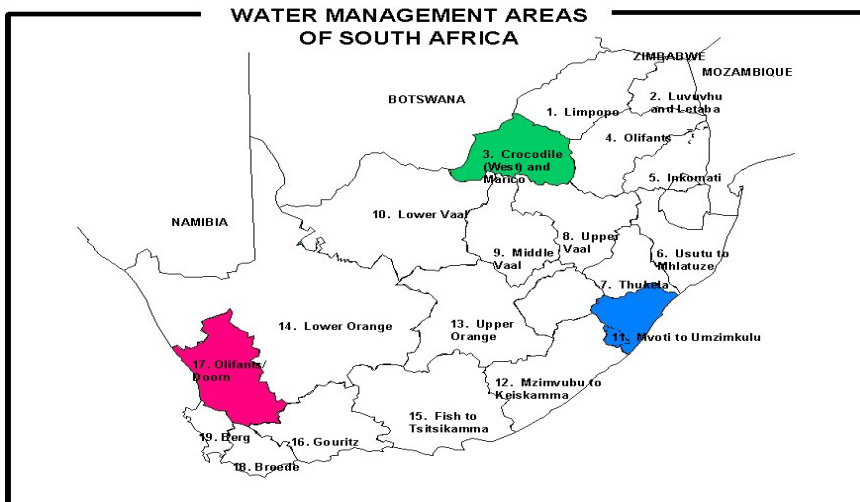 WATER MANAGEMENT AREAS
OF SOUTH AFRICA
ZIMBABWE
MOZAMBIQUE
BOTSWANA
2. Luvuvhu
and Letaba
1. Limpopo
4. Olifants
3. Crocodile
(West) and
Marico
5. Inkomati
10. Lower Vaal
NAMIBIA
8. Upper
Vaal
9. Middle
Vaal
6. Usutu to
Mhlatuze
7. Thukela
14. Lower Orange
13. Upper
Orange
11. Mvoti to Umzimkulu
17. Olifants/
Doorn
12. Mzimvubu to
Keiskamma
15. Fish to
Tsitsikamma
19. Berg
16. Gouritz
18. Breede